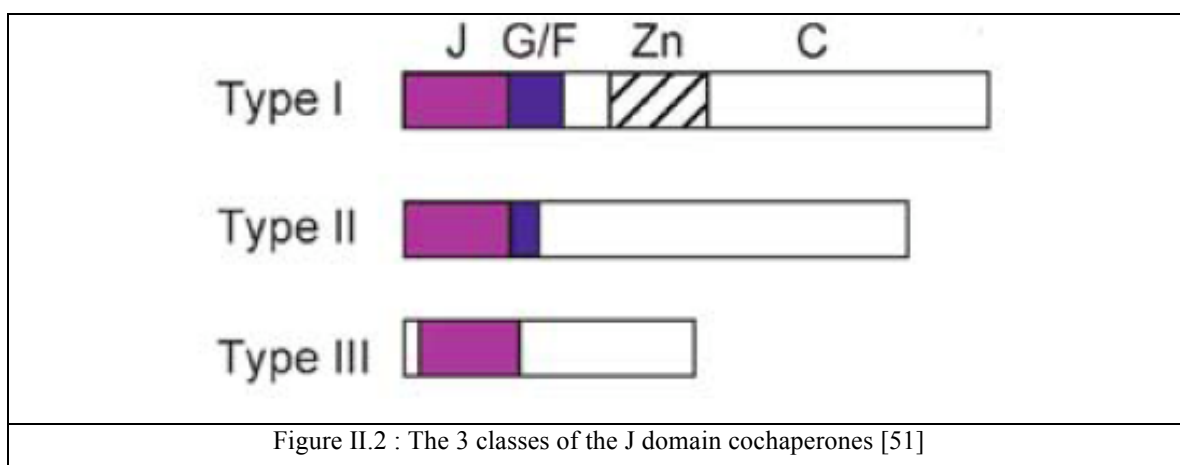 J G/F Zn C
Type I
Type II
Type III
Figure II.2 : The 3 classes of the J domain cochaperones [51]